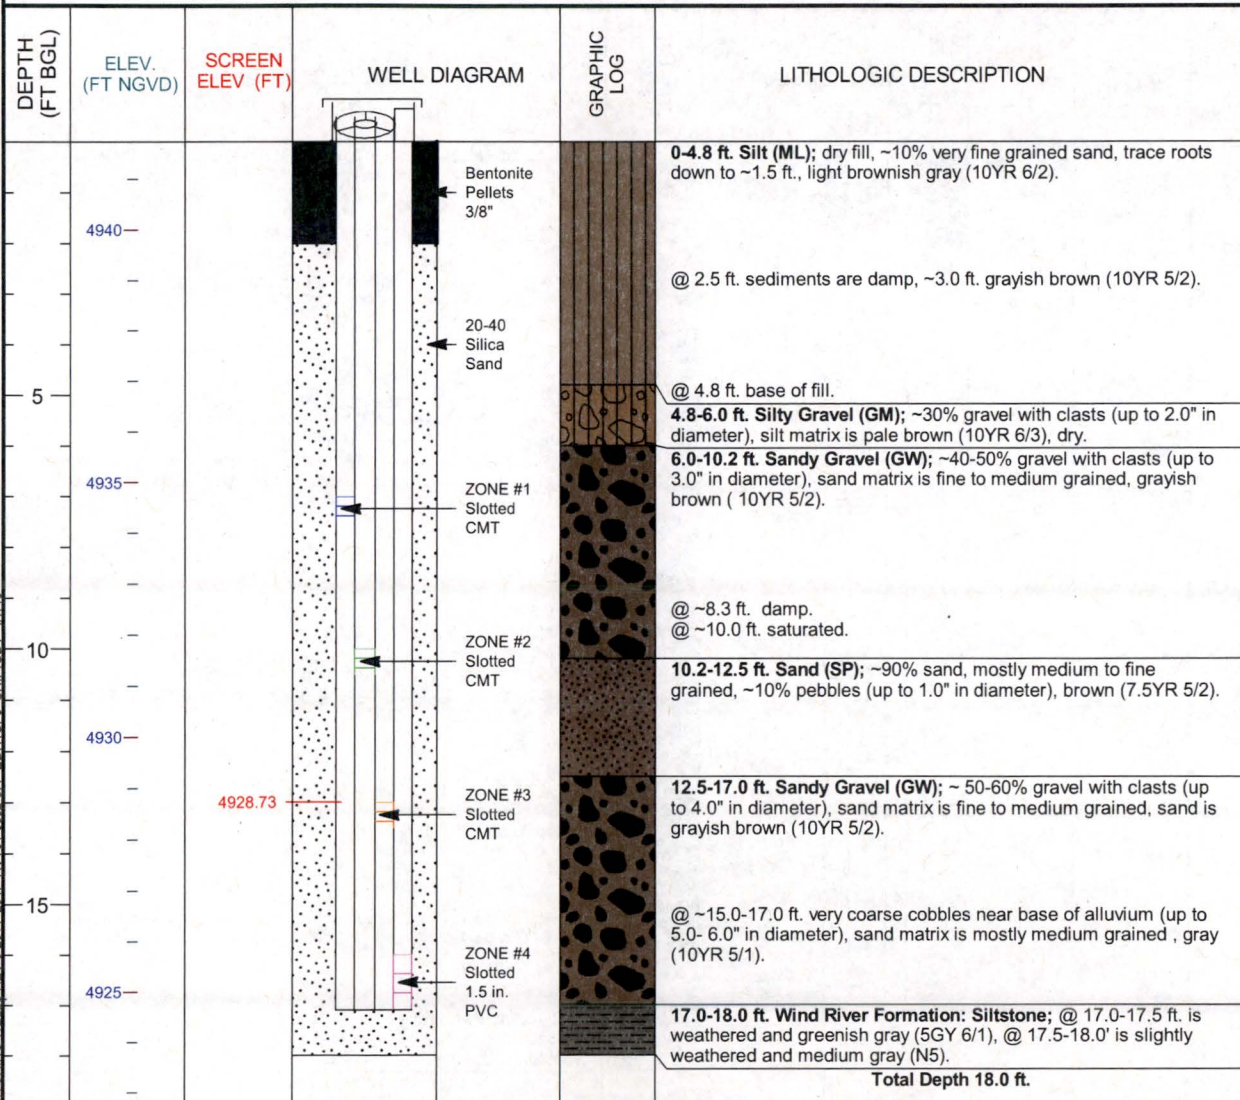 DEPTH
(FT BGL)
ELEV.
(FT NGVD)
SCREEN
ELEV (FT)
WELL DIAGRAM
GRAPHIC
LOG
LITHOLOGIC DESCRIPTION
0-4.8 ft. Silt (ML); dry fill, ~10% very fine grained sand, trace roots
down to ~1.5 ft., light brownish gray (10YR 6/2).
Bentonite
Pellets
3/8"
4940
@ 2.5 ft. sediments are damp, ~3.0 ft. grayish brown (10YR 5/2).
20-40
Silica
Sand
5
@ 4.8 ft. base of fill.
4.8-6.0 ft. Silty Gravel (GM); ~30% gravel with clasts (up to 2.0" in
diameter), silt matrix is pale brown (10YR 6/3), dry.
6.0-10.2 ft. Sandy Gravel (GW); ~40-50% gravel with clasts (up to
3.0" in diameter), sand matrix is fine to medium grained, grayish
brown ( 10YR 5/2).
4935
ZONE #1
Slotted
CMT
@ ~8.3 ft. damp.
@ ~10.0 ft. saturated.
10
ZONE #2
Slotted
CMT
10.2-12.5 ft. Sand (SP); ~90% sand, mostly medium to fine
grained, ~10% pebbles (up to 1.0" in diameter), brown (7.5YR 5/2).
4930
4928.73
ZONE #3
Slotted
CMT
12.5-17.0 ft. Sandy Gravel (GW); ~ 50-60% gravel with clasts (up
to 4.0" in diameter), sand matrix is fine to medium grained, sand is
grayish brown (10YR 5/2).
15
@ ~15.0-17.0 ft. very coarse cobbles near base of alluvium (up to
5.0- 6.0" in diameter), sand matrix is mostly medium grained , gray
(10YR 5/1).
4925
ZONE #4
Slotted
1.5 in.
PVC
17.0-18.0 ft. Wind River Formation: Siltstone; @ 17.0-17.5 ft. is
weathered and greenish gray (5GY 6/1), @ 17.5-18.0' is slightly
weathered and medium gray (N5).
Total Depth 18.0 ft.